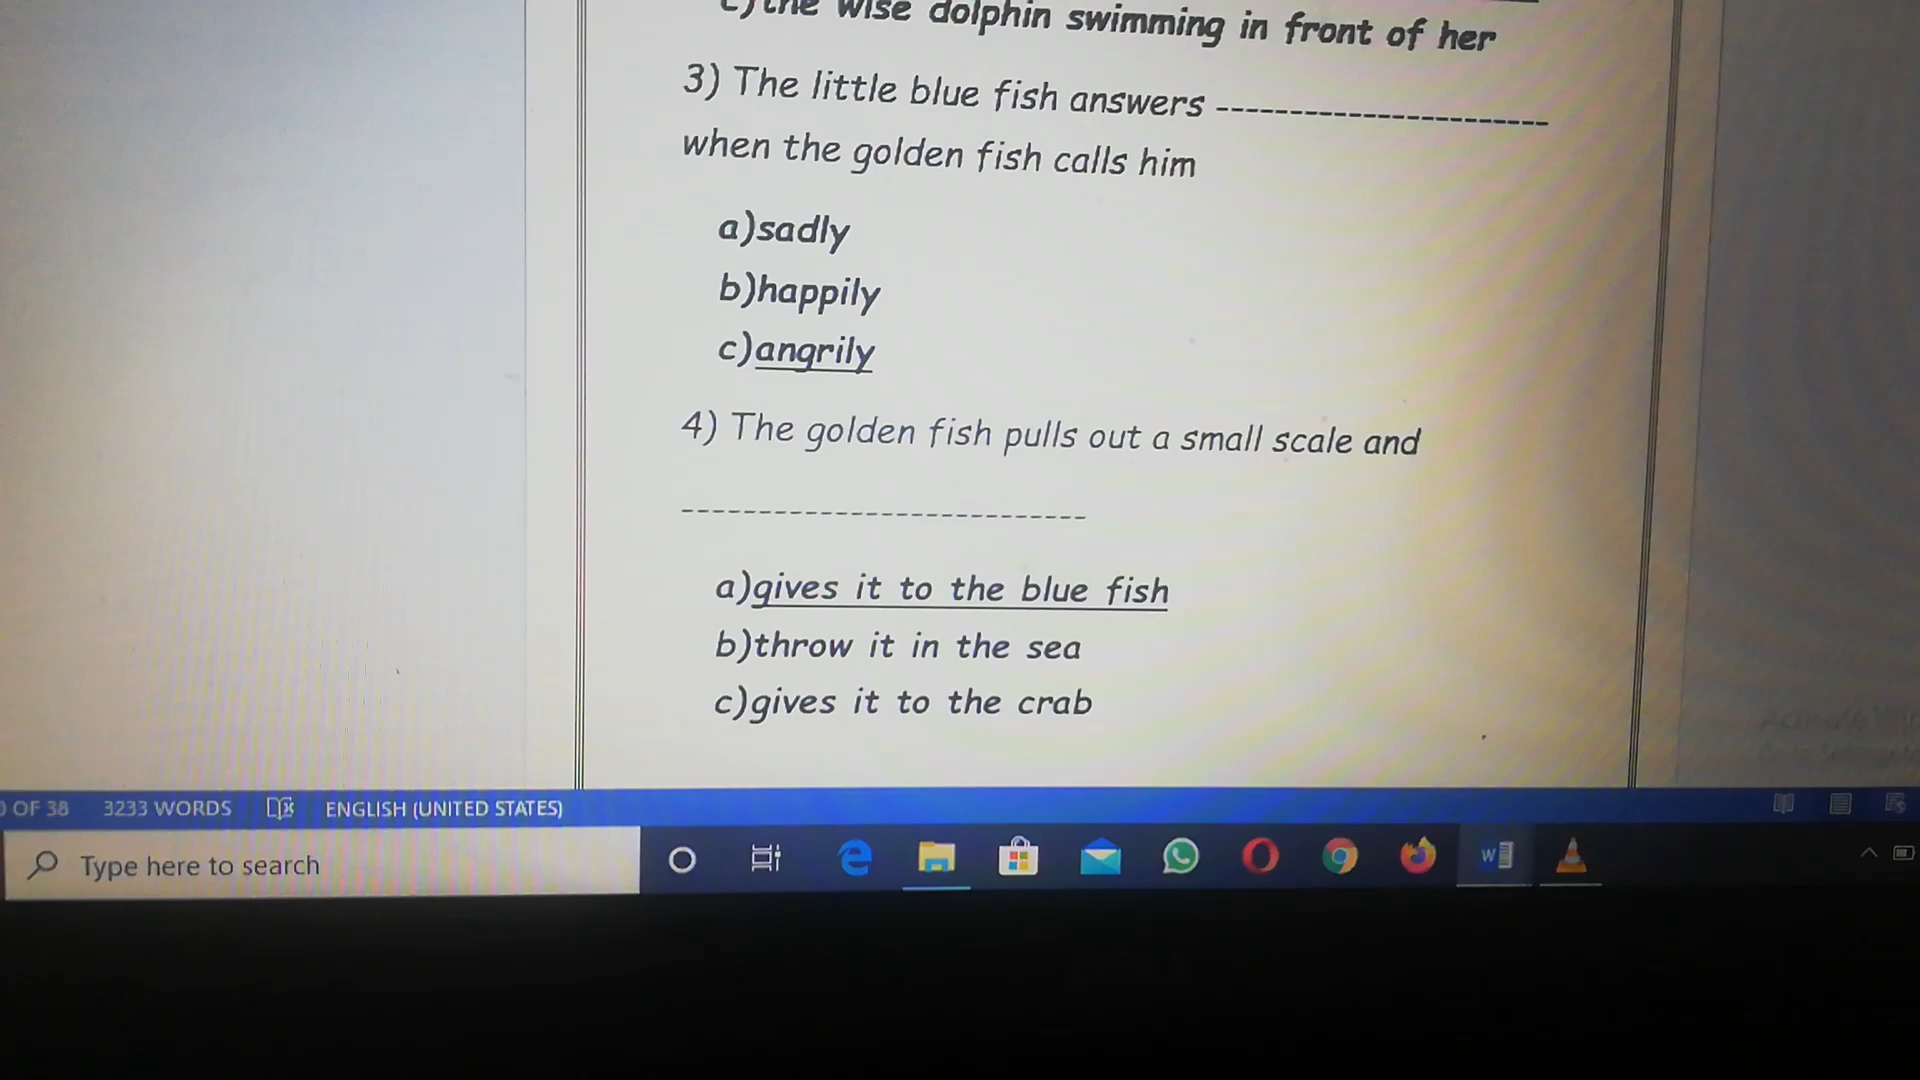 the wise dolphin swimming in front of her
3) The little blue fish answers -----------------------
when the golden fish calls him
a)sadly
b)happily
c)angrily
4) The golden fish pulls out a small scale and
---------------------------
a)gives it to the blue fish
b)throw it in the sea
c)gives it to the crab
OF 38 3233 WORDS ENGLISH (UNITED STATES)
Type here to search